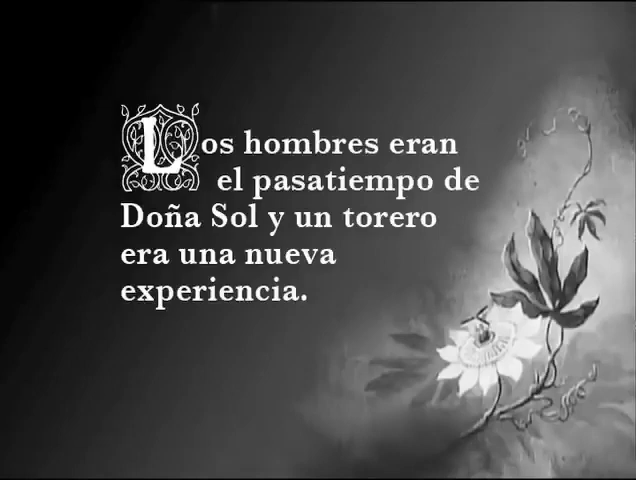 Los hombres eran
el pasatiempo de
Doña Sol y un torero
era una nueva
experiencia.